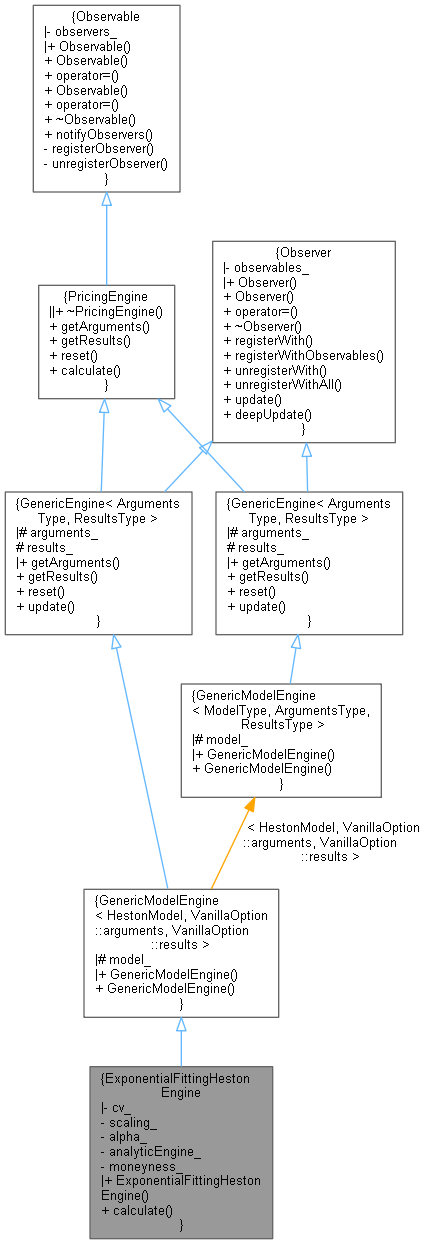 {Observable
|- observers_
|+ Observable()
+ Observable()
+ operator=()
+ Observable()
+ operator=()
+ ~Observable()
+ notifyObservers()
- registerObserver()
- unregisterObserver()
}
{Observer
|- observables_
|+ Observer()
+ Observer()
+ operator=()
+ ~Observer()
+ registerWith()
+ registerWithObservables()
+ unregisterWith()
+ unregisterWithAll()
+ update()
+ deepUpdate()
}
{PricingEngine
||+ ~PricingEngine()
+ getArguments()
+ getResults()
+ reset()
+ calculate()
}
{GenericEngine< Arguments
Type, ResultsType >
|# arguments_
# results_
|+ getArguments()
+ getResults()
+ reset()
+ update()
}
{GenericEngine< Arguments
Type, ResultsType >
|# arguments_
# results_
|+ getArguments()
+ getResults()
+ reset()
+ update()
}
{GenericModelEngine
< ModelType, ArgumentsType,
ResultsType >
|# model_
|+ GenericModelEngine()
+ GenericModelEngine()
}
< HestonModel, VanillaOption
::arguments, VanillaOption
::results >
{GenericModelEngine
< HestonModel, VanillaOption
::arguments, VanillaOption
::results >
|# model_
|+ GenericModelEngine()
+ GenericModelEngine()
}
{ExponentialFittingHeston
Engine
|- cv_
- scaling_
- alpha_
- analyticEngine_
- moneyness_
|+ ExponentialFittingHeston
Engine()
+ calculate()
}